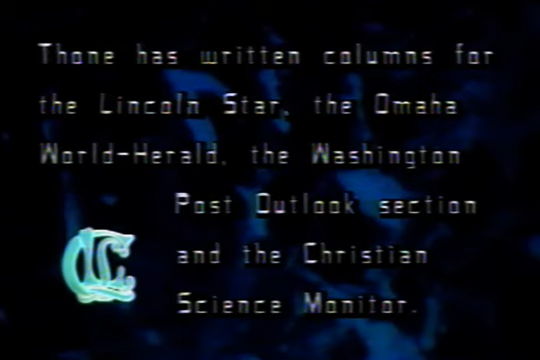 Thone has written columns for
the Lincoln Star, the Omaha
World-Herald, the Washington
Post Outlook section
and the Christian
Science Monitor.